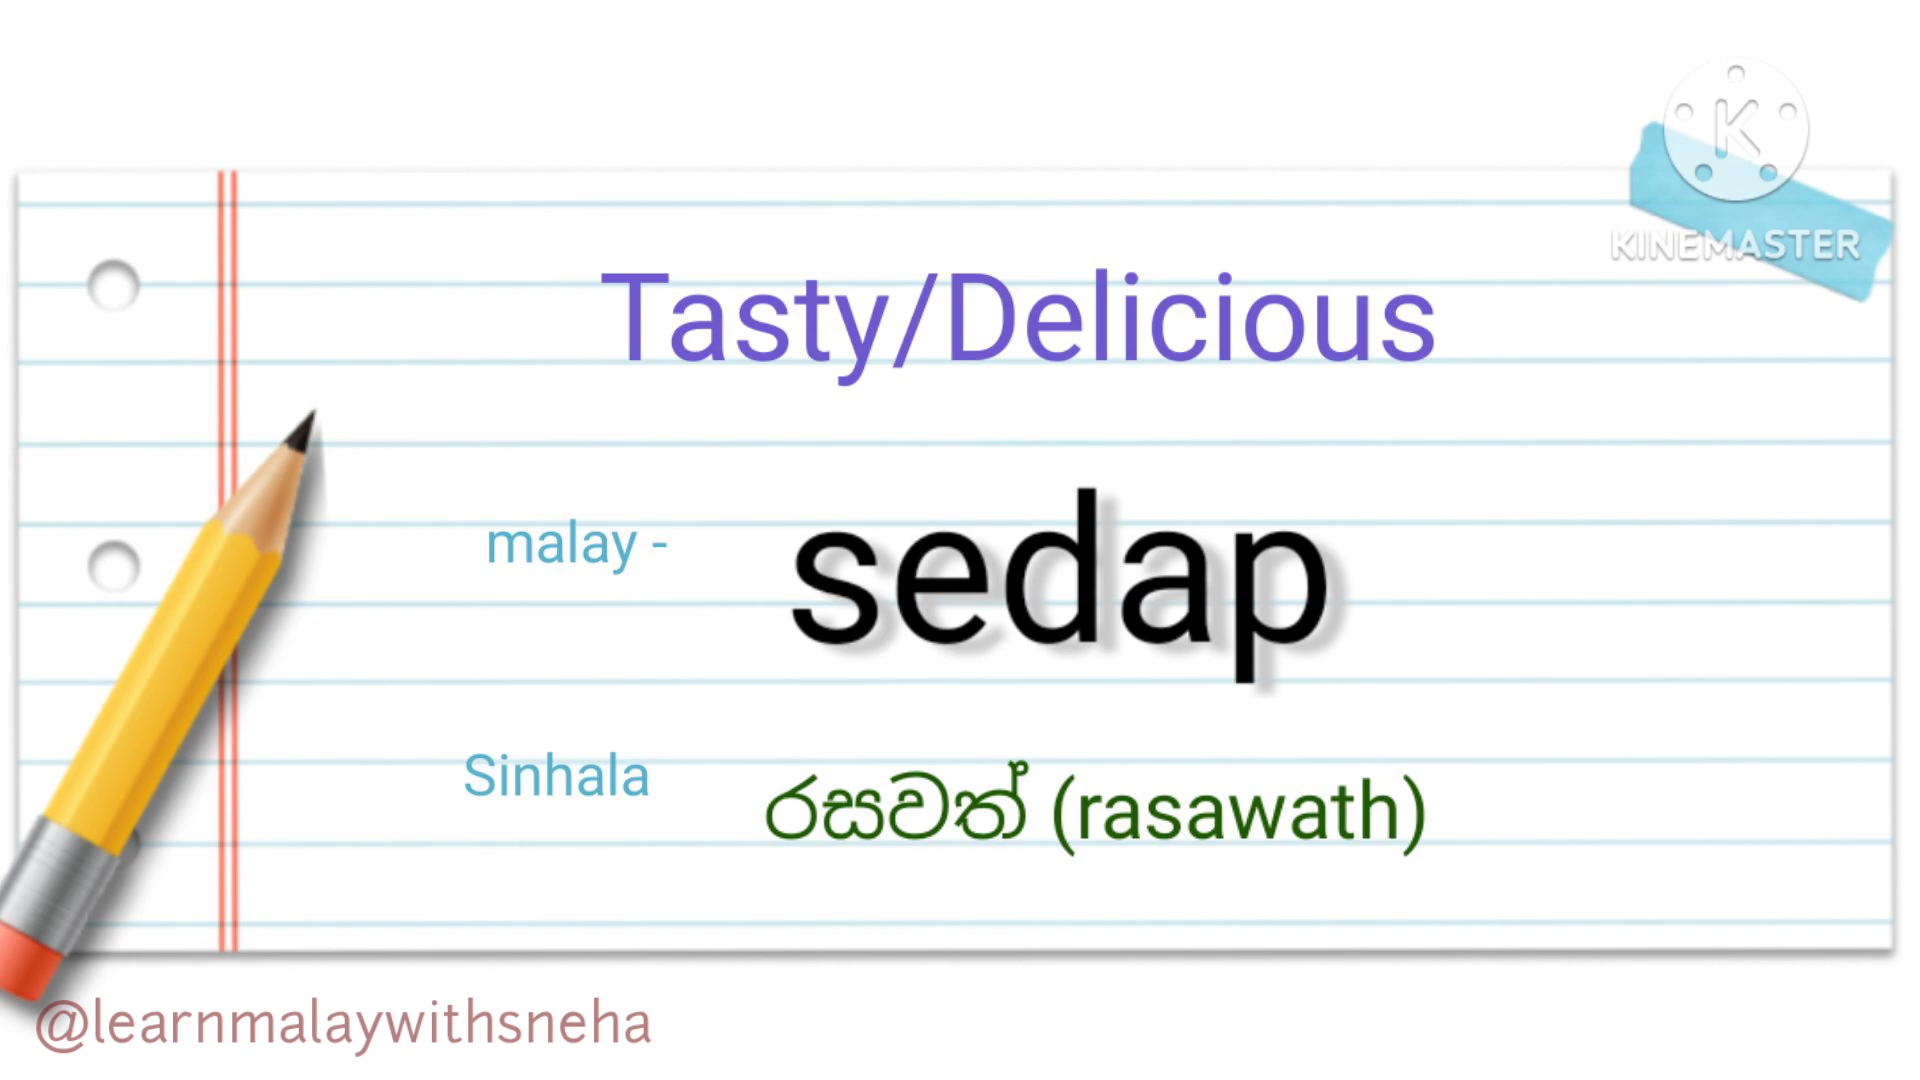 K
KINEMASTER
Tasty/Delicious
malay - sedap
Sinhala රසවත් (rasawath)
@learnmalaywithsneha